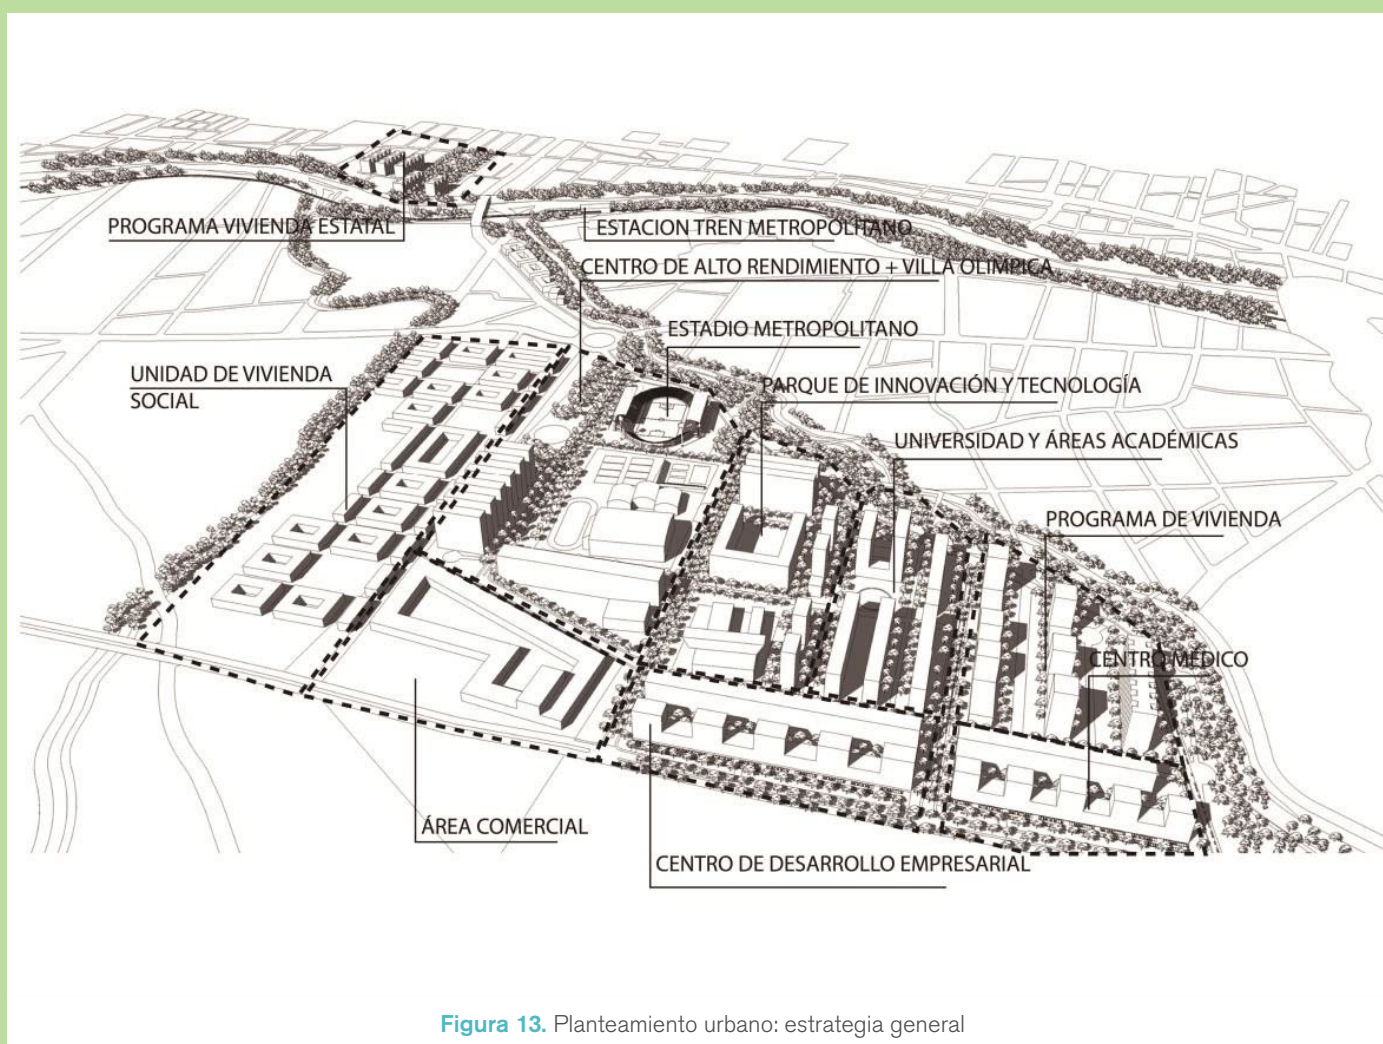 PROGRAMA VIVIENDA ESTATAL
ESTACION TREN METROPOLITANO
CENTRO DE ALTO RENDIMIENTO + VILLA OLIMPICA
ESTADIO METROPOLITANO
UNIDAD DE VIVIENDA
SOCIAL
PARQUE DE INNOVACIÓN Y TECNOLOGÍA
UNIVERSIDAD Y ÁREAS ACADÉMICAS
PROGRAMA DE VIVIENDA
CENTRO MÉDICO
ÁREA COMERCIAL
CENTRO DE DESARROLLO EMPRESARIAL
Figura 13. Planteamiento urbano: estrategia general